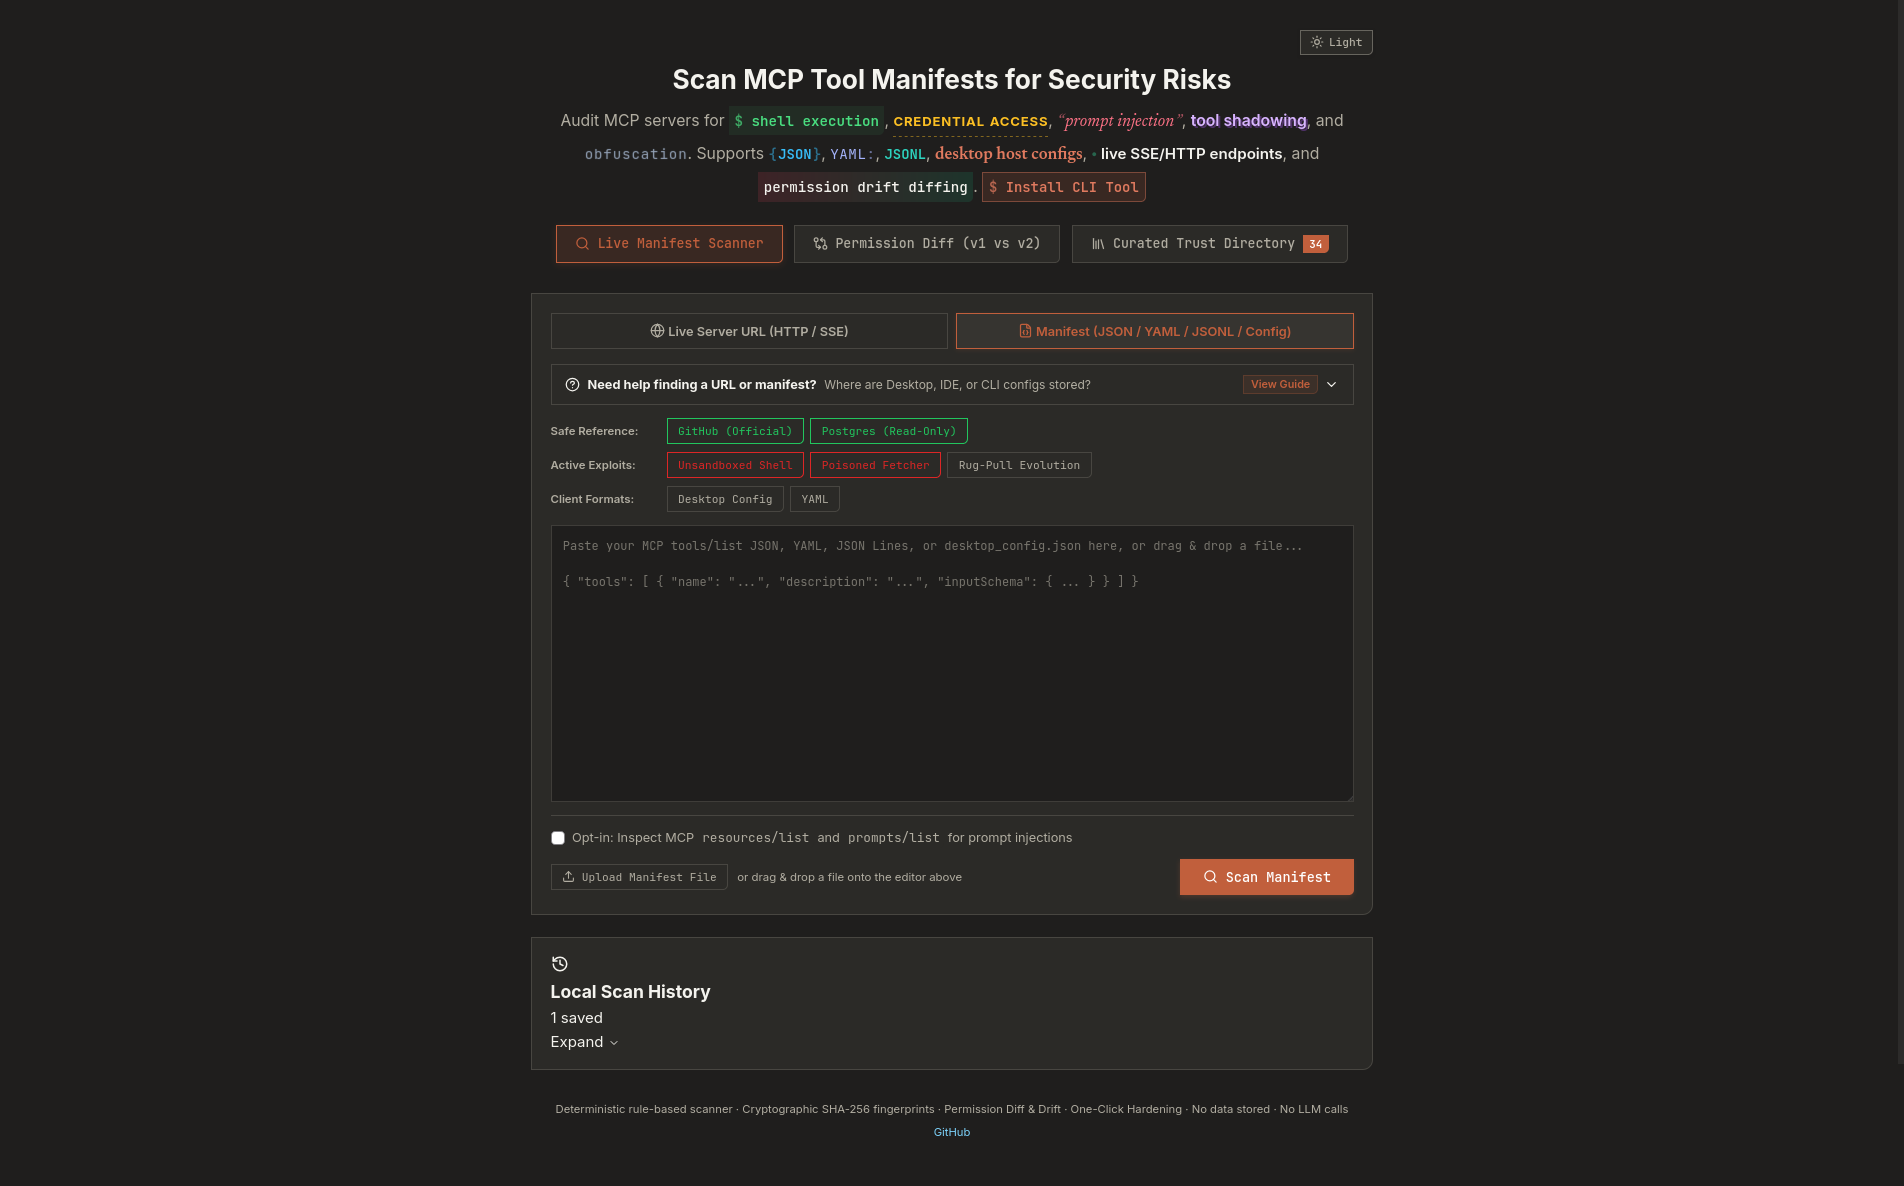 Light
Scan MCP Tool Manifests for Security Risks
Audit MCP servers for $ shell execution, CREDENTIAL ACCESS, “prompt injection”, tool shadowing, and
obfuscation. Supports {JSON}, YAML:, JSONL, desktop host configs, • live SSE/HTTP endpoints, and
permission drift diffing. $ Install CLI Tool
Live Manifest Scanner Permission Diff (v1 vs v2) Curated Trust Directory 34
Live Server URL (HTTP / SSE) Manifest (JSON / YAML / JSONL / Config)
Need help finding a URL or manifest? Where are Desktop, IDE, or CLI configs stored? View Guide
Safe Reference: GitHub (Official) Postgres (Read-Only)
Active Exploits: Unsandboxed Shell Poisoned Fetcher Rug-Pull Evolution
Client Formats: Desktop Config YAML
Paste your MCP tools/list JSON, YAML, JSON Lines, or desktop_config.json here, or drag & drop a file...
{ "tools": [ { "name": "...", "description": "...", "inputSchema": { ... } } ] }
Opt-in: Inspect MCP resources/list and prompts/list for prompt injections
Upload Manifest File or drag & drop a file onto the editor above Scan Manifest
Local Scan History
1 saved
Expand
Deterministic rule-based scanner · Cryptographic SHA-256 fingerprints · Permission Diff & Drift · One-Click Hardening · No data stored · No LLM calls
GitHub